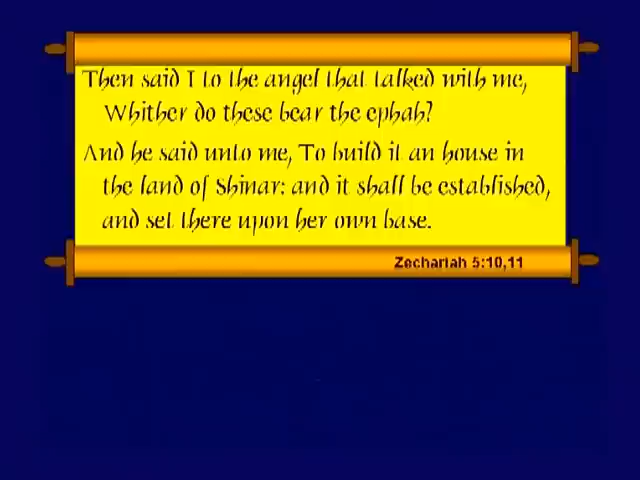 Then said I to the angel that talked with me,
Whither do these bear the ephah?
And he said unto me, To build it an house in
the land of Shinar: and it shall be established,
and set there upon her own base.
Zechariah 5:10,11